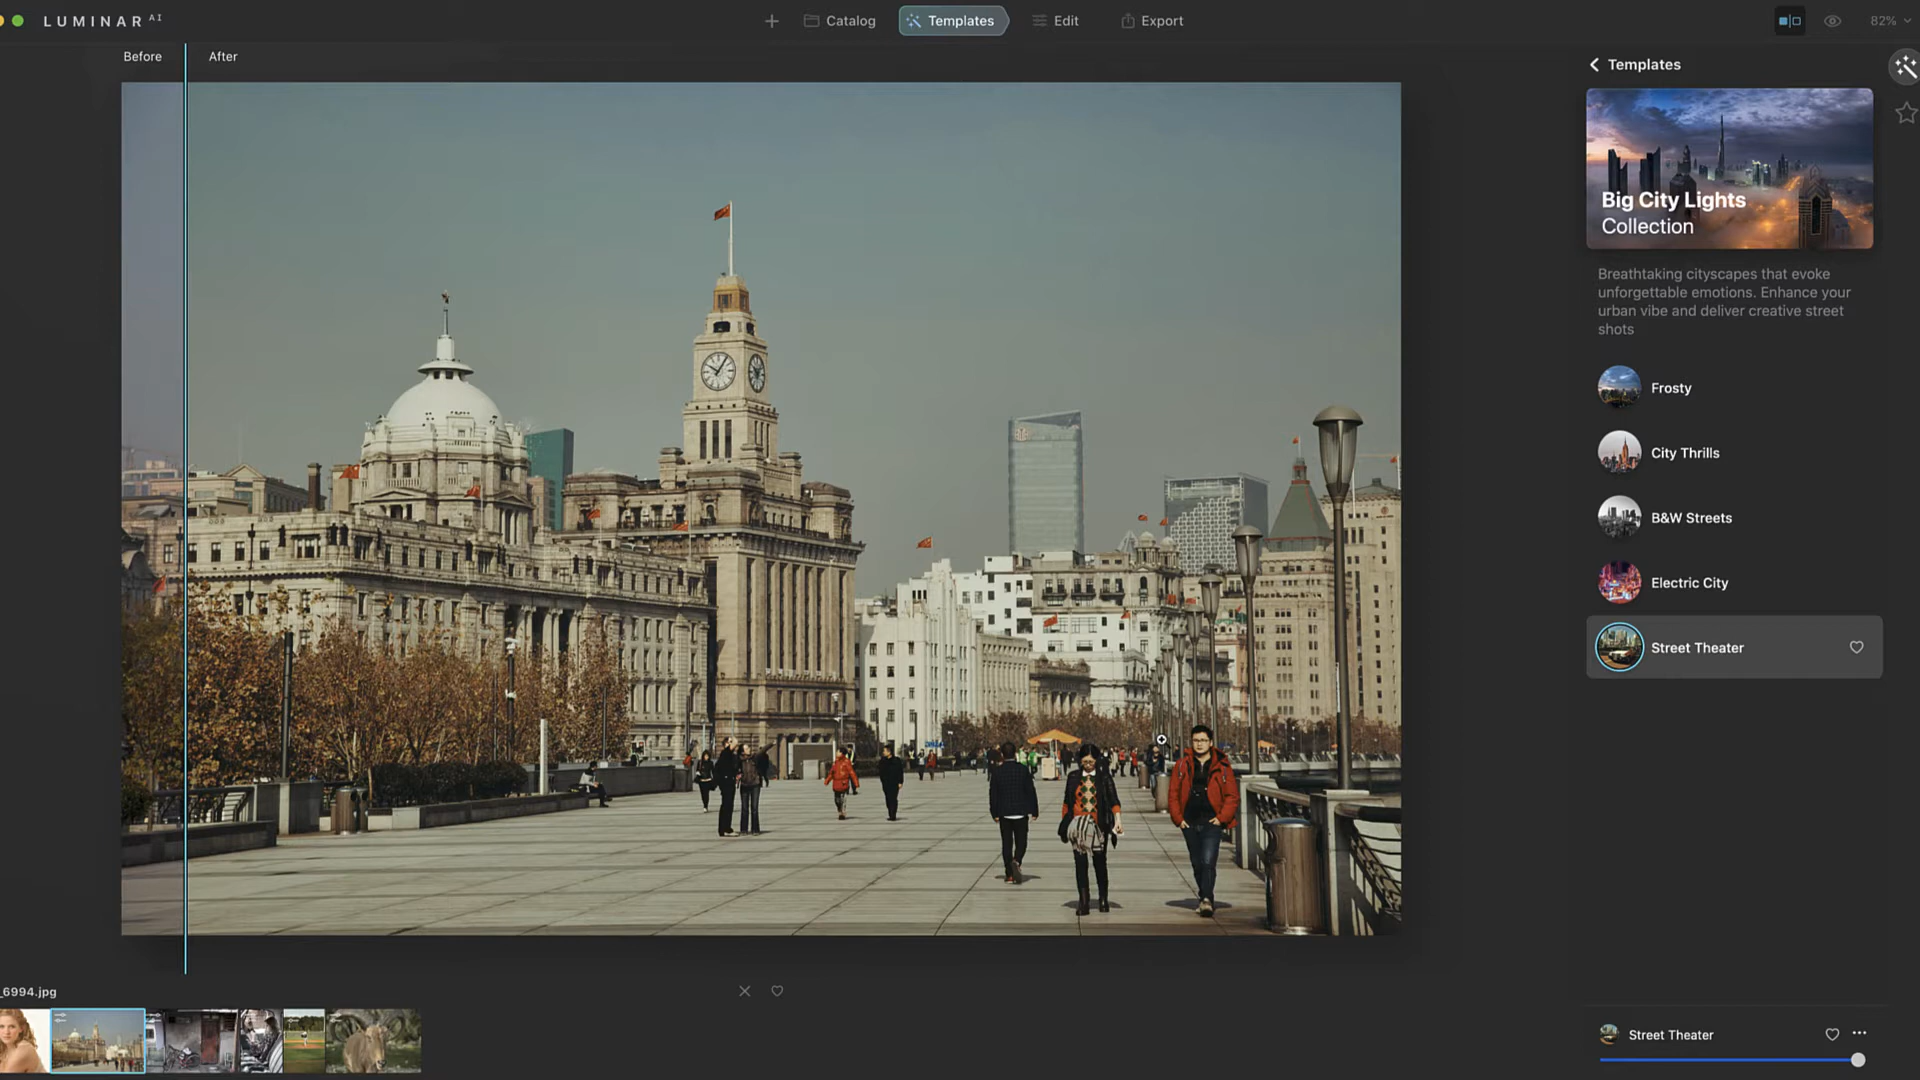 LUMINAR AI
Catalog
Templates
Edit
Export
82%
Before
After
Templates
Big City Lights
Collection
Breathtaking cityscapes that evoke
unforgettable emotions. Enhance your
urban vibe and deliver creative street
shots
Frosty
City Thrills
B&W Streets
Electric City
Street Theater
_6994.jpg
Street Theater